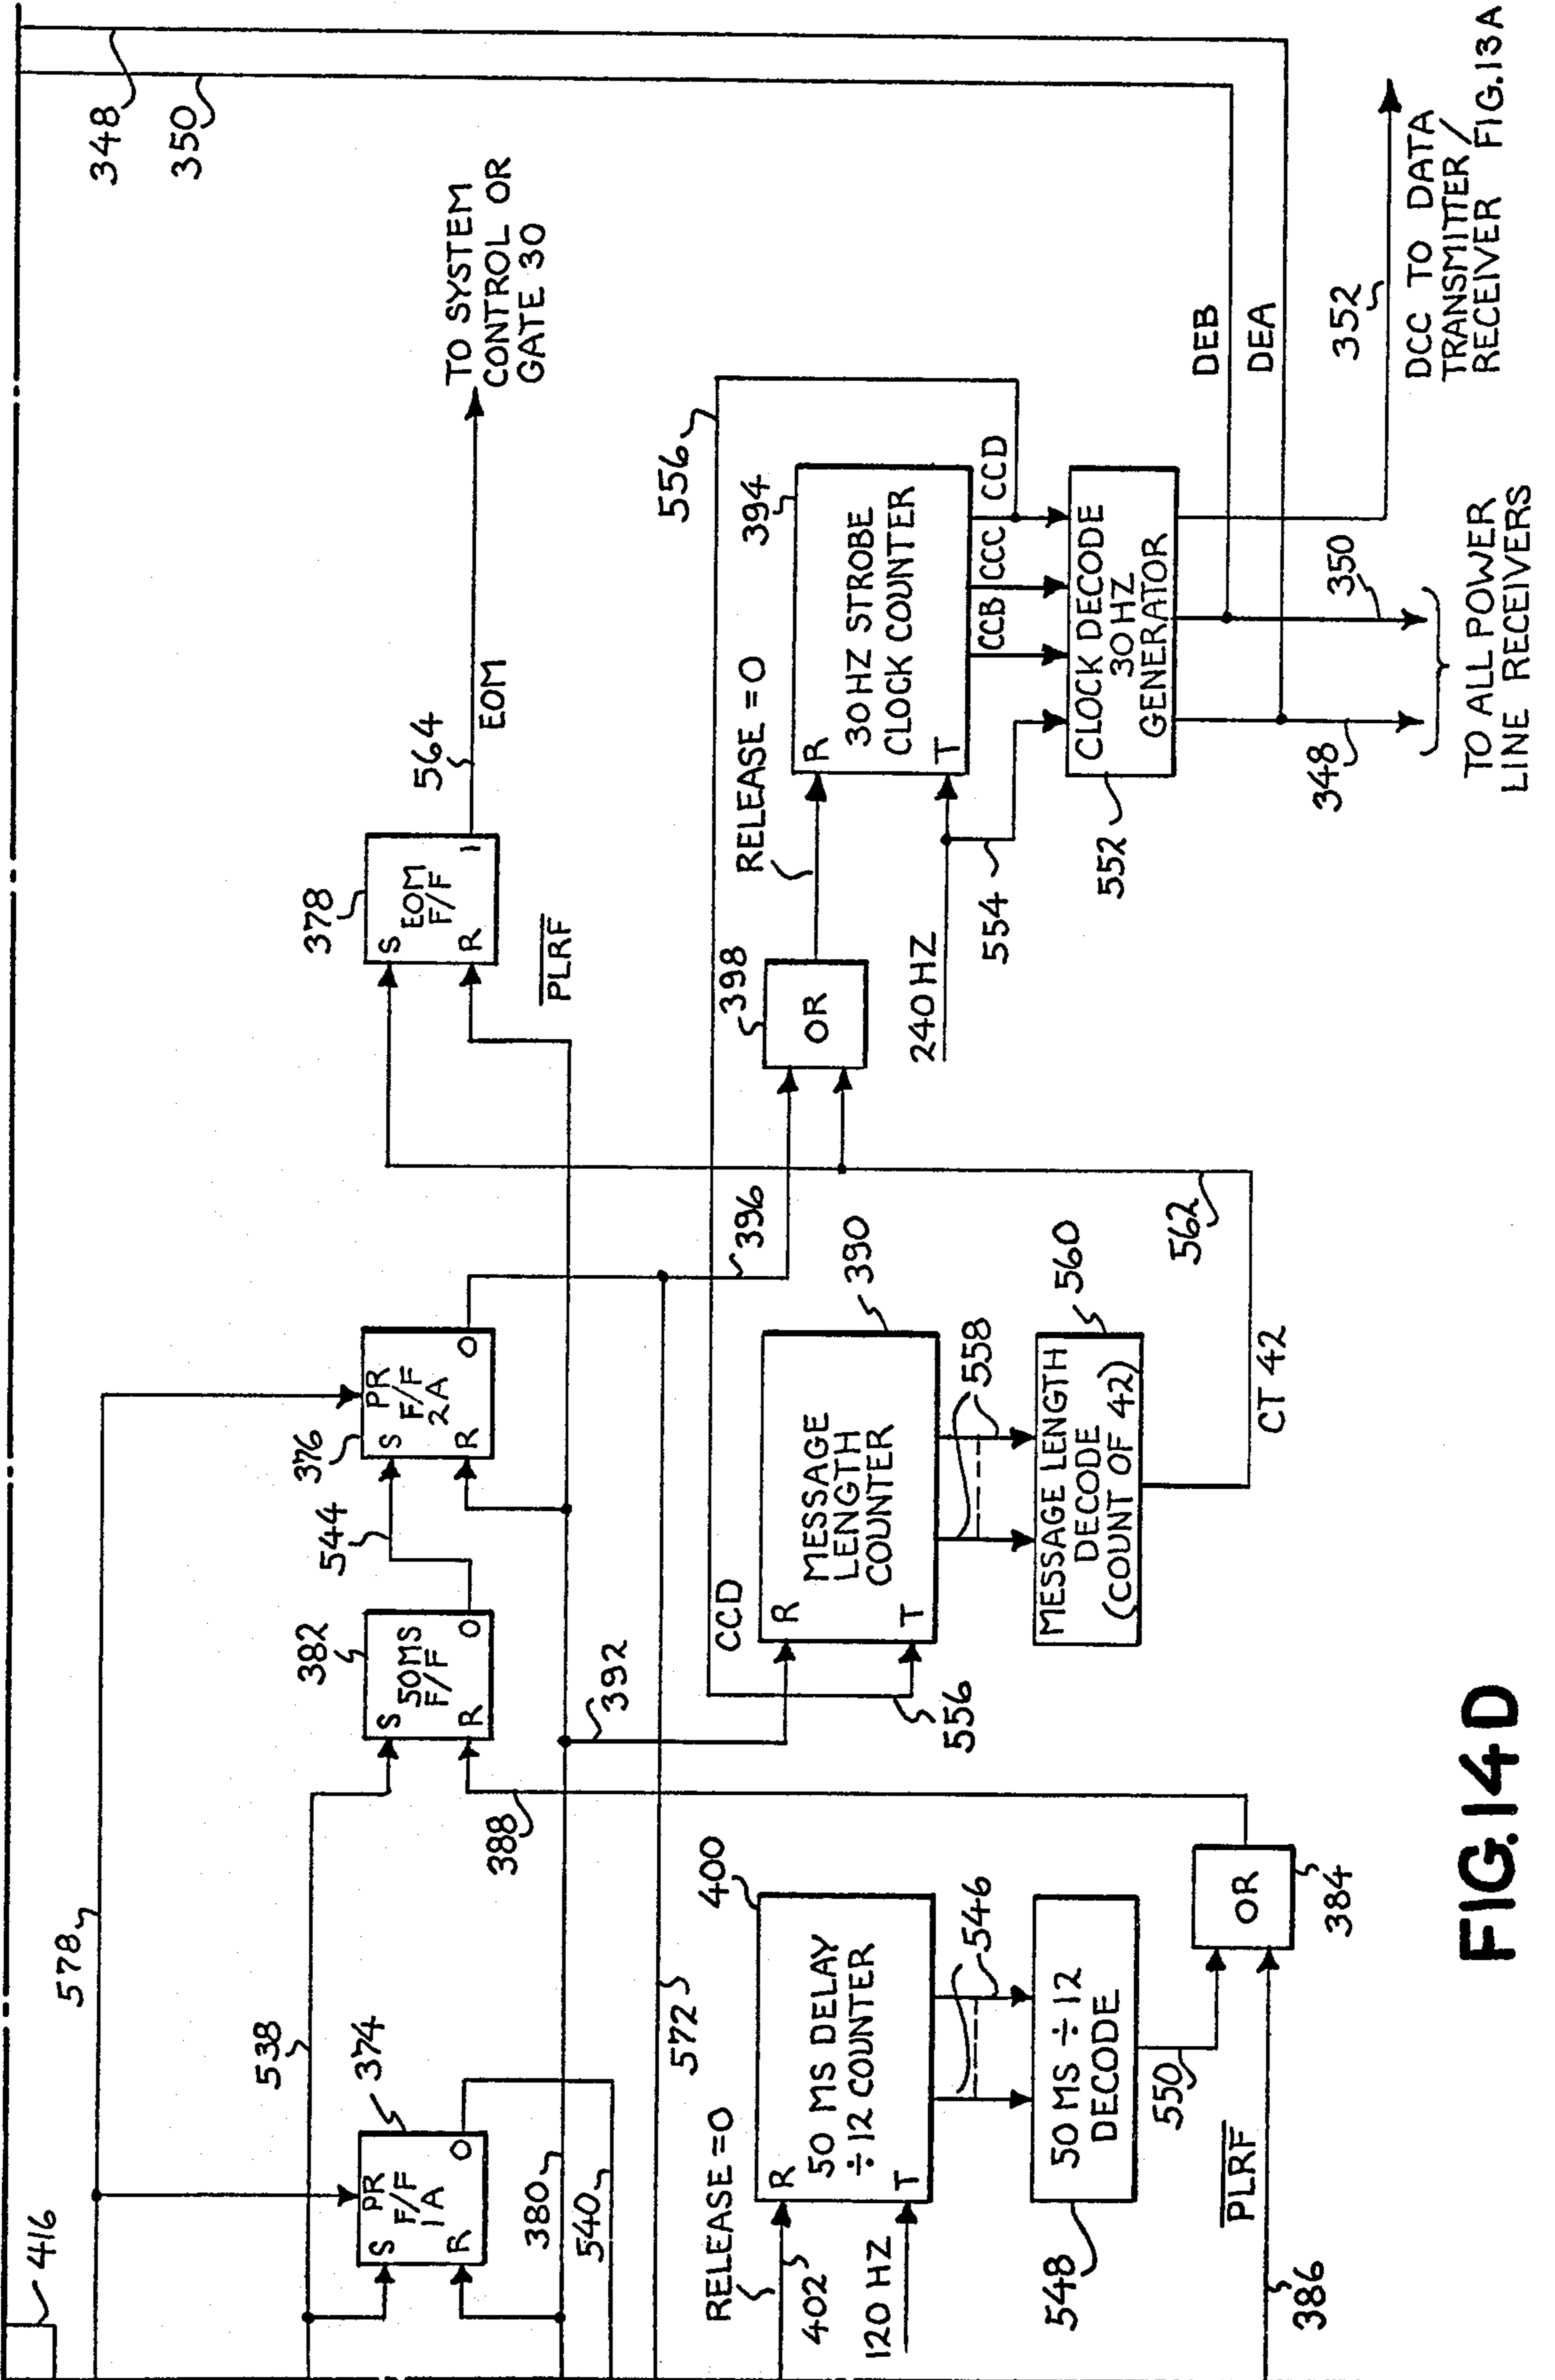 416
578
538
374
S PR
F/F
1A
R O
380
540
572
RELEASE = 0
402
120 HZ
R
50 MS DELAY
÷12 COUNTER
T
400
546
50 MS ÷ 12
DECODE
548
550
PLRF
386
OR
384
388
382
S
50MS
F/F
R O
544
376
S PR
F/F
2A
R O
392
396
CCD
556
R
MESSAGE
LENGTH
COUNTER
T
390
558
MESSAGE LENGTH
DECODE
(COUNT OF 42)
560
CT 42
562
378
S
EOM
F/F
R 1
PLRF
564
EOM
TO SYSTEM
CONTROL OR
GATE 30
398
OR
RELEASE = 0
240 HZ
554
556
394
R
30 HZ STROBE
CLOCK COUNTER
T
CCB CCC CCD
CLOCK DECODE
30 HZ
GENERATOR
552
348
350
TO ALL POWER
LINE RECEIVERS
DEB
DEA
348
350
352
DCC TO DATA
TRANSMITTER/
RECEIVER FIG.13A
FIG.14D